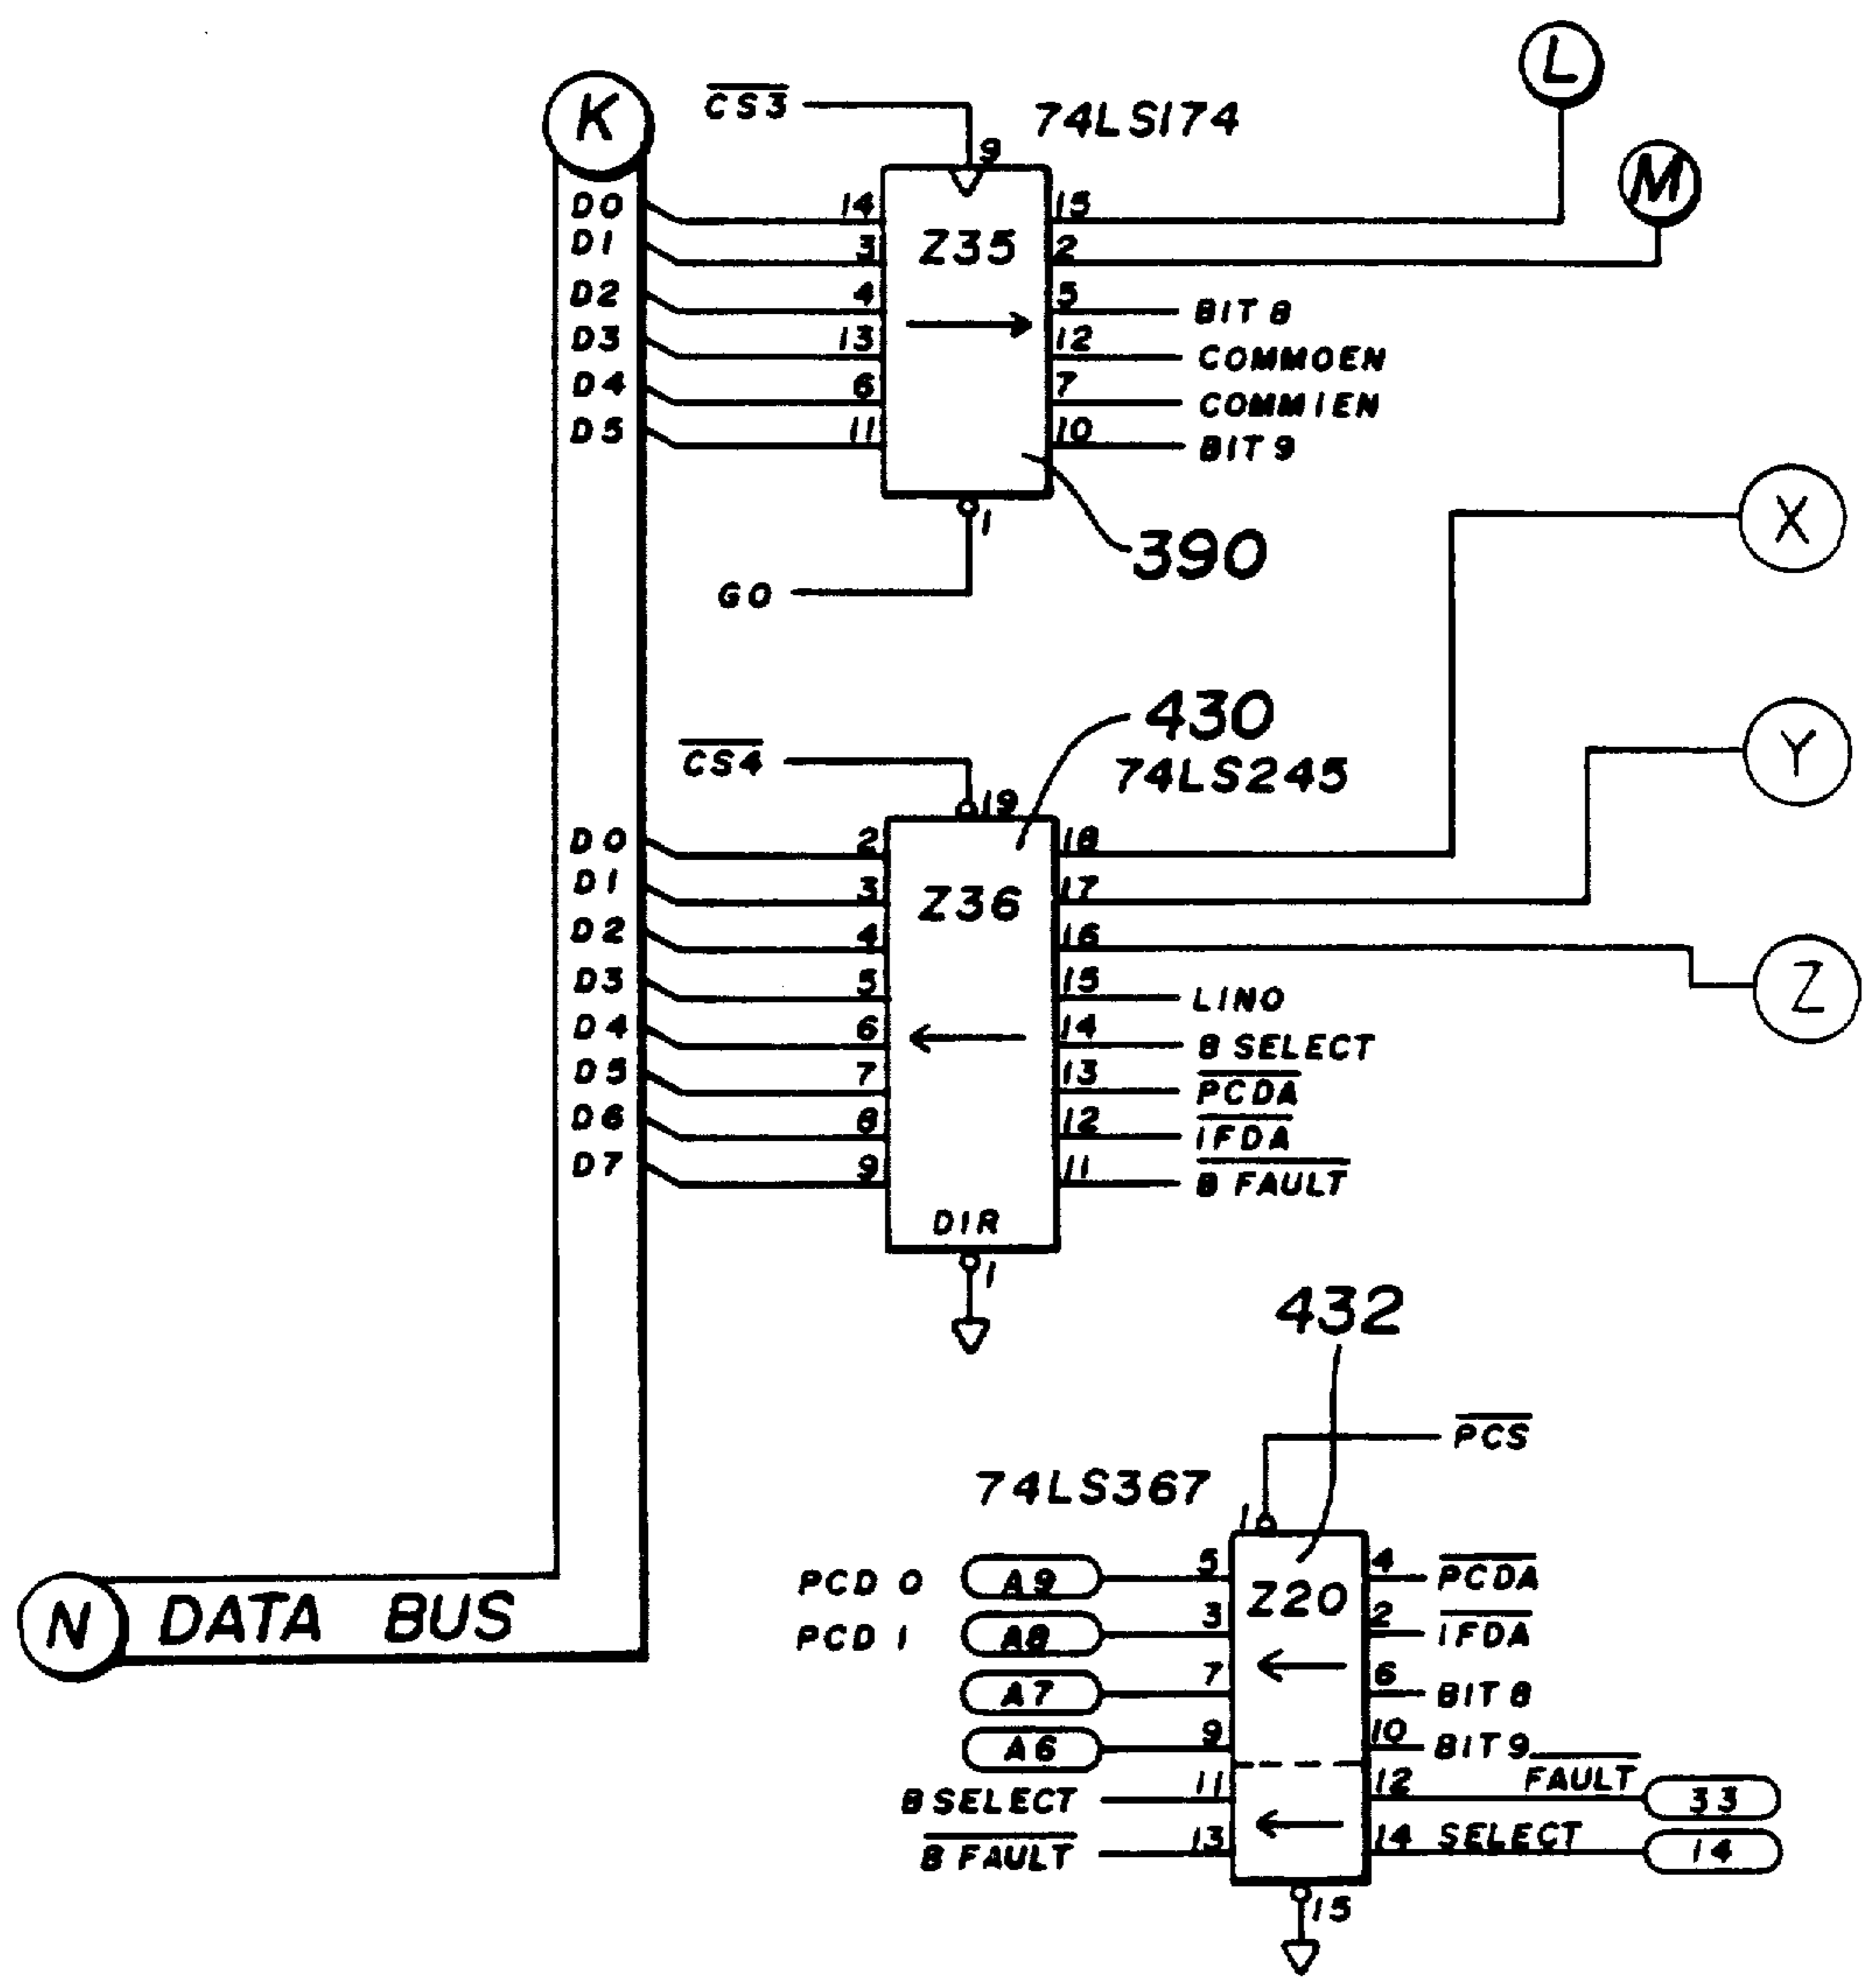 K
L
M
CS3
74LS174
9
D0 14 15
D1 3 Z35 2
D2 4 5 BIT 8
D3 13 12 COMM0EN
D4 6 7 COMM1EN
D5 11 10 BIT 9
1
390
G0
X
430
CS4
74LS245
19
Y
D0 2 18
D1 3 Z36 17
D2 4 16
D3 5 15 LIN0
Z
D4 6 14 B SELECT
D5 7 13 PCDA
D6 8 12 IFDA
D7 9 11 B FAULT
DIR
1
432
PCS
74LS367
1
PCD 0 A9 5 Z20 4 PCDA
N DATA BUS
PCD 1 A8 3 2 IFDA
A7 7 6 BIT 8
A6 9 10 BIT 9
B SELECT 11 12 FAULT 33
B FAULT 13 14 SELECT 14
15